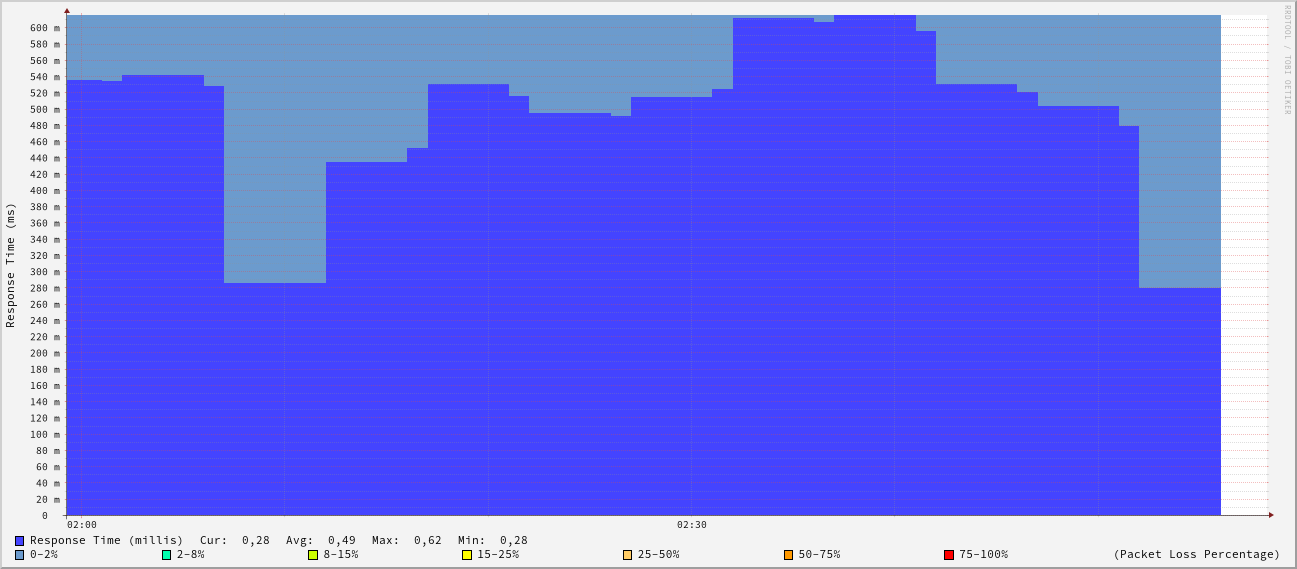 RRDTOOL / TOBI OETIKER
Response Time (ms)
600 m
580 m
560 m
540 m
520 m
500 m
480 m
460 m
440 m
420 m
400 m
380 m
360 m
340 m
320 m
300 m
280 m
260 m
240 m
220 m
200 m
180 m
160 m
140 m
120 m
100 m
80 m
60 m
40 m
20 m
0
02:00 02:30
Response Time (millis) Cur: 0,28 Avg: 0,49 Max: 0,62 Min: 0,28
0-2% 2-8% 8-15% 15-25% 25-50% 50-75% 75-100% (Packet Loss Percentage)